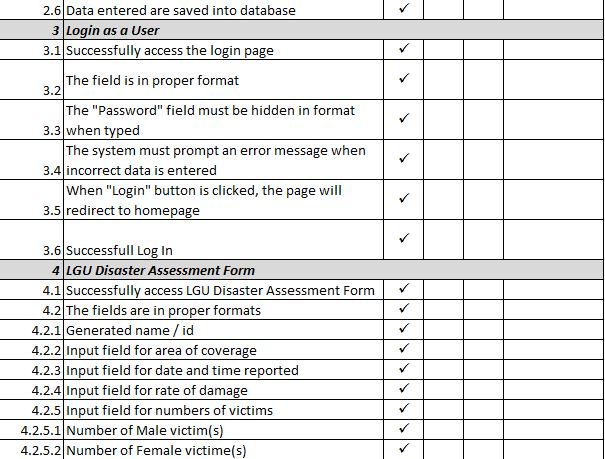 2.6 Data entered are saved into database ✓
3 Login as a User
3.1 Successfully access the login page ✓
3.2 The field is in proper format ✓
The "Password" field must be hidden in format
3.3 when typed ✓
The system must prompt an error message when
3.4 incorrect data is entered ✓
When "Login" button is clicked, the page will
3.5 redirect to homepage ✓
3.6 Successfull Log In ✓
4 LGU Disaster Assessment Form
4.1 Successfully access LGU Disaster Assessment Form ✓
4.2 The fields are in proper formats ✓
4.2.1 Generated name / id ✓
4.2.2 Input field for area of coverage ✓
4.2.3 Input field for date and time reported ✓
4.2.4 Input field for rate of damage ✓
4.2.5 Input field for numbers of victims ✓
4.2.5.1 Number of Male victim(s) ✓
4.2.5.2 Number of Female victime(s) ✓